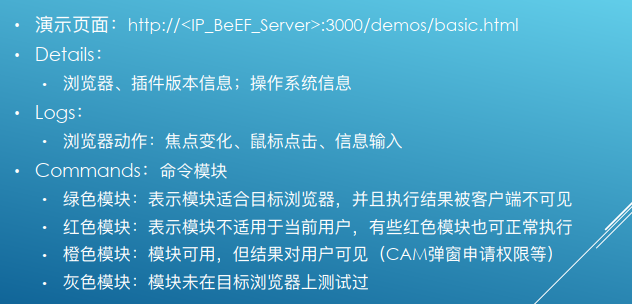 • 演示页面：http://<IP_BeEF_Server>:3000/demos/basic.html
• Details：
• 浏览器、插件版本信息；操作系统信息
• Logs：
• 浏览器动作：焦点变化、鼠标点击、信息输入
• Commands：命令模块
• 绿色模块：表示模块适合目标浏览器，并且执行结果被客户端不可见
• 红色模块：表示模块不适用于当前用户，有些红色模块也可正常执行
• 橙色模块：模块可用，但结果对用户可见（CAM弹窗申请权限等）
• 灰色模块：模块未在目标浏览器上测试过